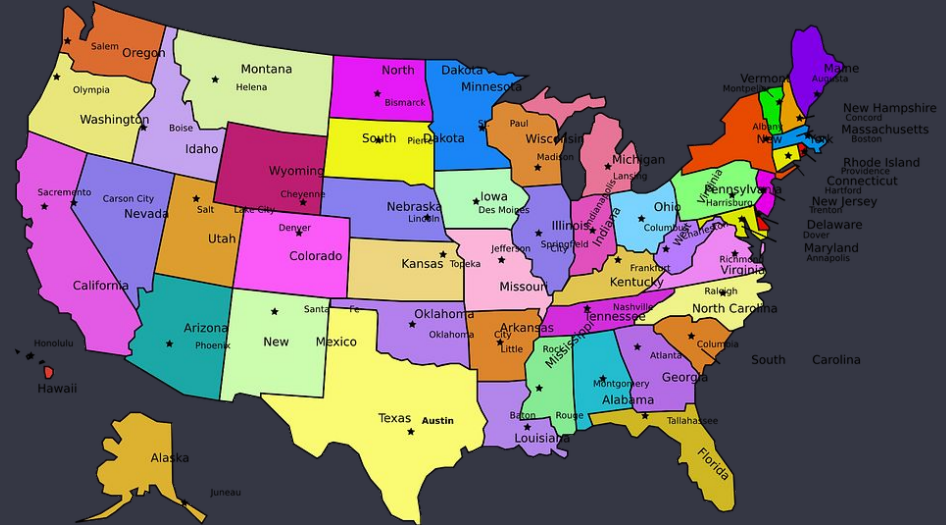 Maine
Augusta
Vermont
Montpelier
New Hampshire
Concord
Massachusetts
Boston
Albany
New York
Rhode Island
Providence
Connecticut
Hartford
New Jersey
Trenton
Delaware
Dover
Maryland
Annapolis
Salem
Oregon
Olympia
Washington
Boise
Idaho
Montana
Helena
North Dakota
Bismarck
Minnesota
St Paul
South Dakota
Pierre
Wisconsin
Madison
Michigan
Lansing
Wyoming
Cheyenne
Sacramento
California
Carson City
Nevada
Salt Lake City
Utah
Denver
Colorado
Nebraska
Lincoln
Iowa
Des Moines
Illinois
Springfield
Indiana
Indianapolis
Ohio
Columbus
Pennsylvania
Harrisburg
West Virginia
Richmond
Virginia
Kansas
Topeka
Jefferson City
Missouri
Frankfurt
Kentucky
Nashville
Tennessee
Raleigh
North Carolina
Columbia
South Carolina
Arizona
Phoenix
Santa Fe
New Mexico
Oklahoma
Oklahoma City
Arkansas
Little Rock
Mississippi
Montgomery
Alabama
Atlanta
Georgia
Texas
Austin
Baton Rouge
Louisiana
Tallahassee
Florida
Honolulu
Hawaii
Alaska
Juneau